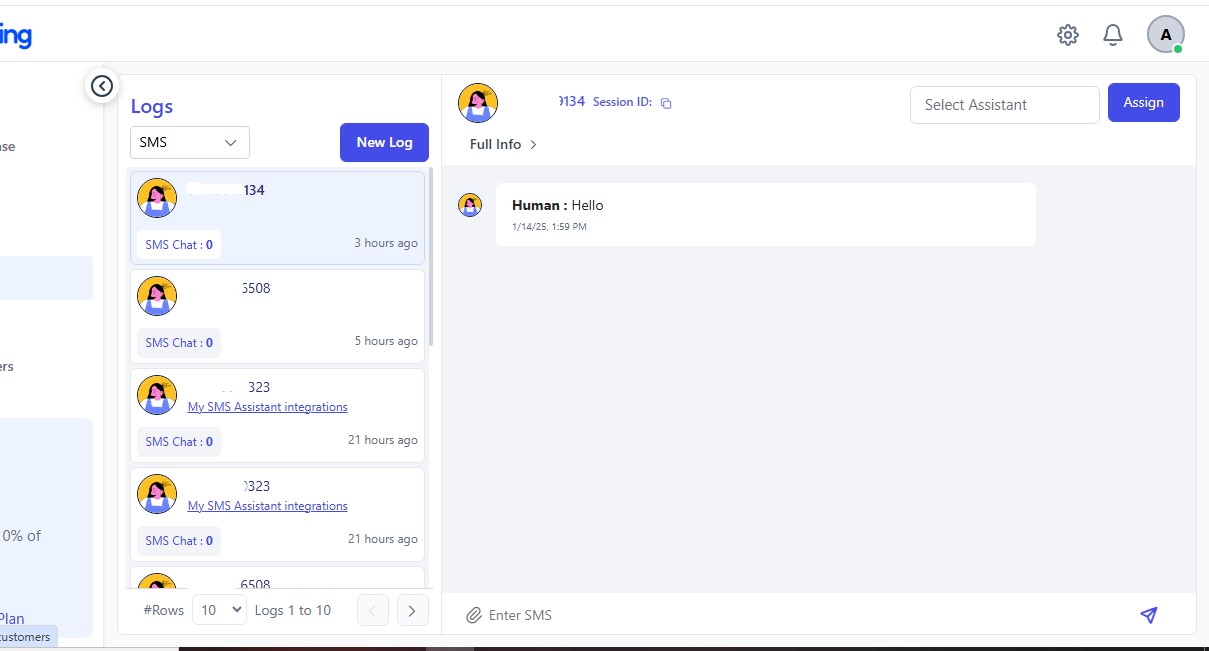 ing
A
Logs
SMS
New Log
134
SMS Chat : 0
3 hours ago
6508
SMS Chat : 0
5 hours ago
323
My SMS Assistant integrations
SMS Chat : 0
21 hours ago
0323
My SMS Assistant integrations
SMS Chat : 0
21 hours ago
6508
#Rows
10
Logs 1 to 10
9134 Session ID:
Select Assistant
Assign
Full Info
Human : Hello
1/14/25, 1:59 PM
Enter SMS
ase
ers
0% of
Plan
customers